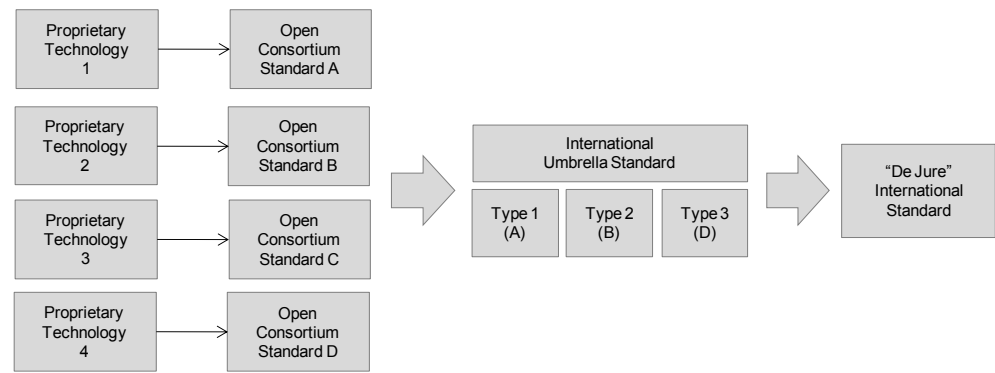 Proprietary
Technology
1
Open
Consortium
Standard A
Proprietary
Technology
2
Open
Consortium
Standard B
Proprietary
Technology
3
Open
Consortium
Standard C
Proprietary
Technology
4
Open
Consortium
Standard D
International
Umbrella Standard
Type 1
(A)
Type 2
(B)
Type 3
(D)
“De Jure”
International
Standard